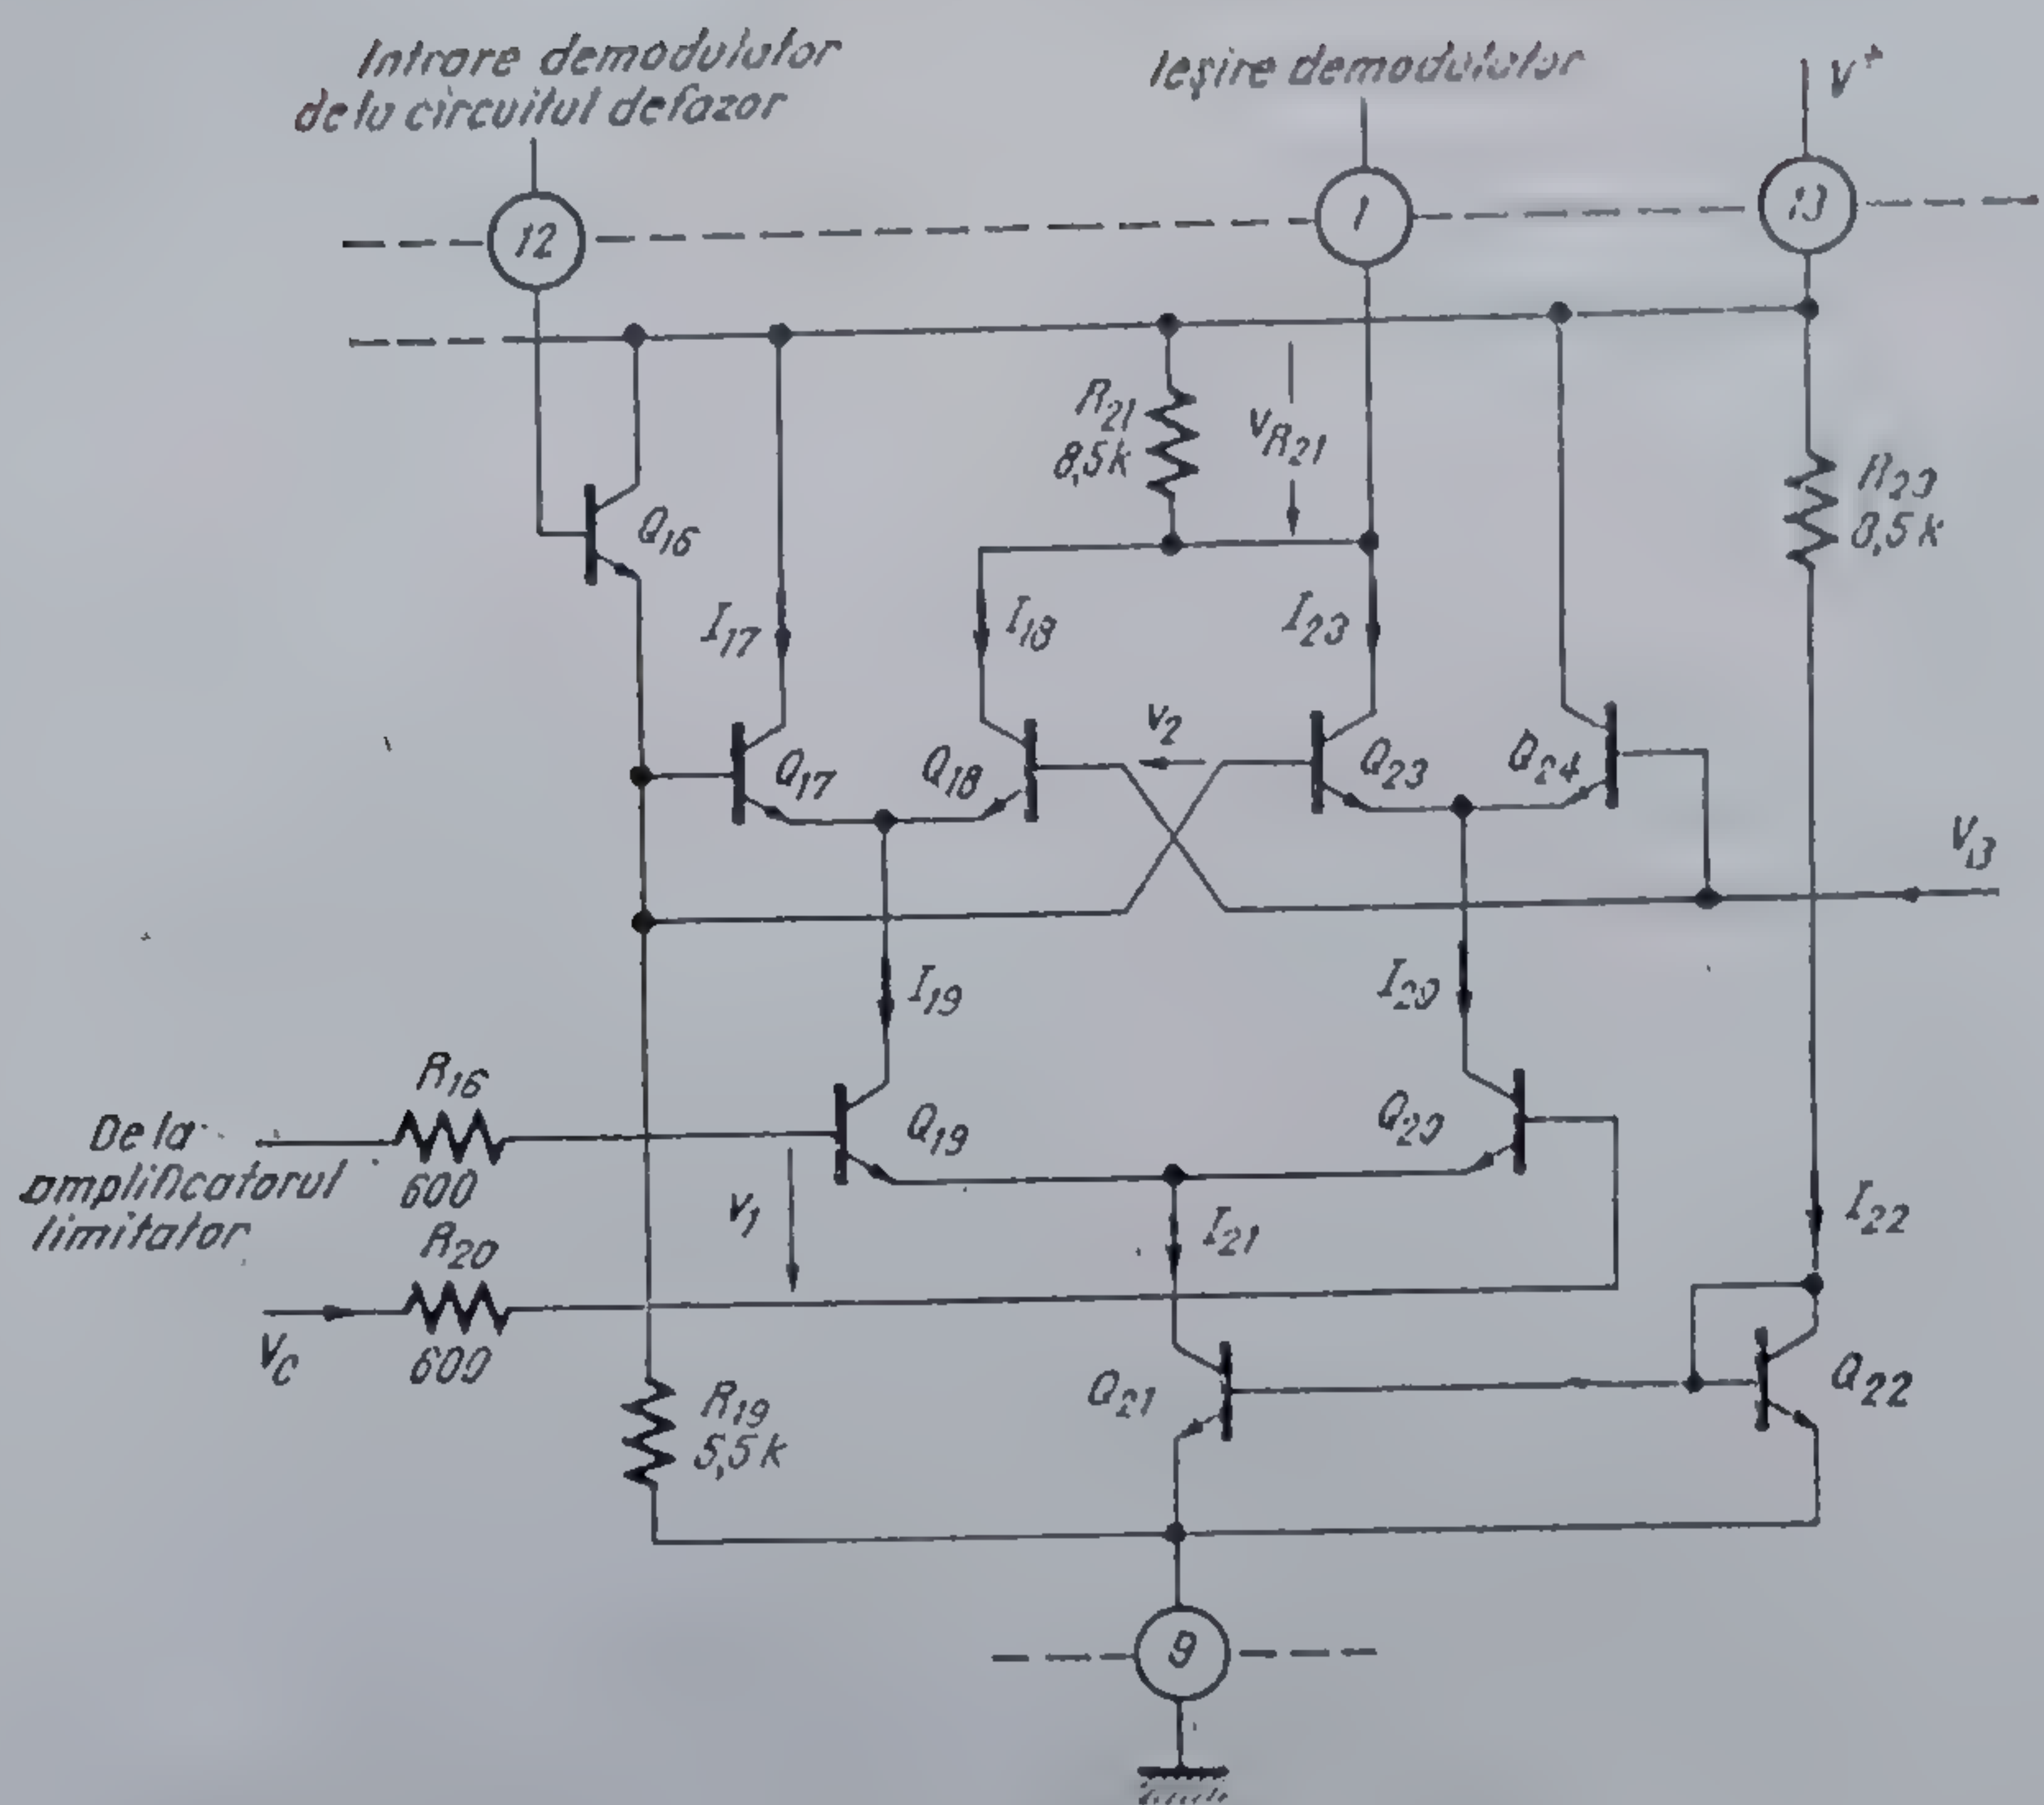 Intrare demodulator
de la circuitul defazor
Ieșire demodulator
V+
12
1
13
R21
8,5k
VR21
R23
8,5k
Q16
I17
I18
I23
Q17
Q18
V2
Q23
Q24
VB
I19
I20
R16
De la
amplificatorul
limitator
600
Q19
Q20
V1
R20
I21
I22
VC
600
R19
5,5k
Q21
Q22
9